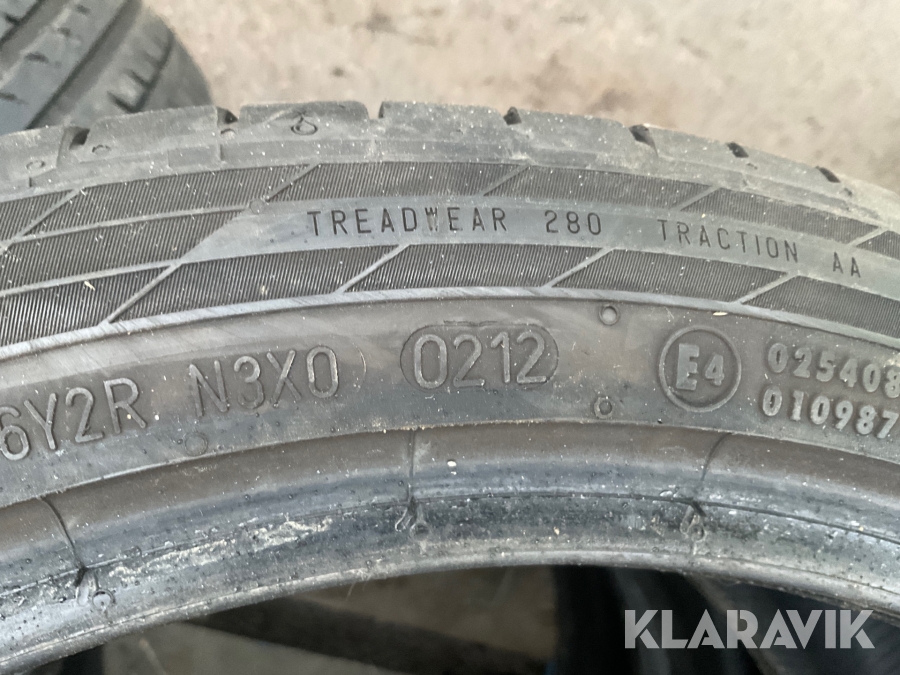 TREADWEAR 280 TRACTION AA
6Y2R N3X0 0212 E4 025408
010987
KLARAVIK